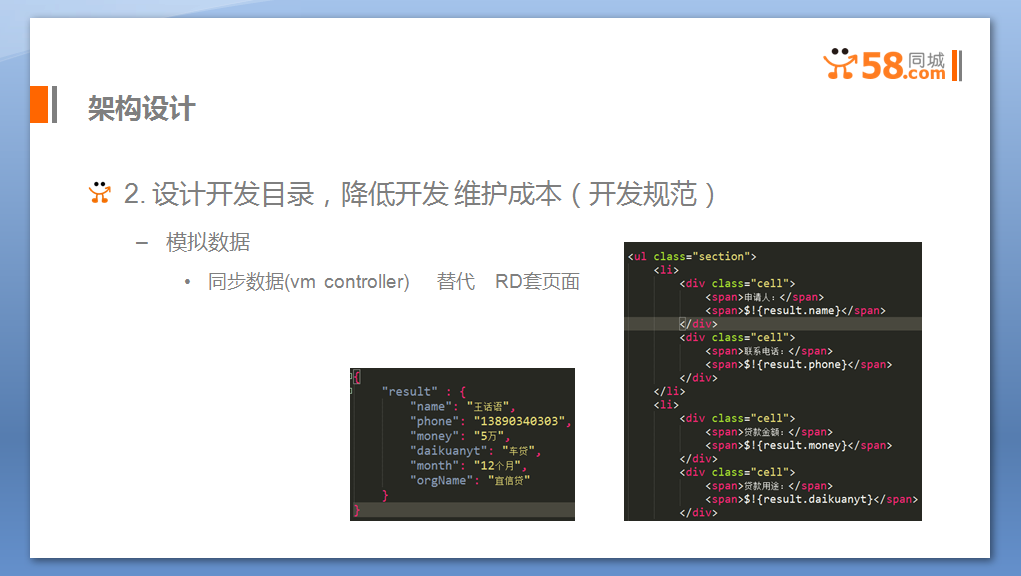 58同城.com
架构设计
2. 设计开发目录，降低开发 维护成本（开发规范）
– 模拟数据
• 同步数据(vm controller) 替代 RD套页面
{
"result" : {
"name": "王话语",
"phone": "13890340303",
"money": "5万",
"daikuanyt": "车贷",
"month": "12个月",
"orgName": "宜信贷"
}
}
<ul class="section">
<li>
<div class="cell">
<span>申请人：</span>
<span>$!{result.name}</span>
</div>
<div class="cell">
<span>联系电话：</span>
<span>$!{result.phone}</span>
</div>
</li>
<li>
<div class="cell">
<span>贷款金额：</span>
<span>$!{result.money}</span>
</div>
<div class="cell">
<span>贷款用途：</span>
<span>$!{result.daikuanyt}</span>
</div>